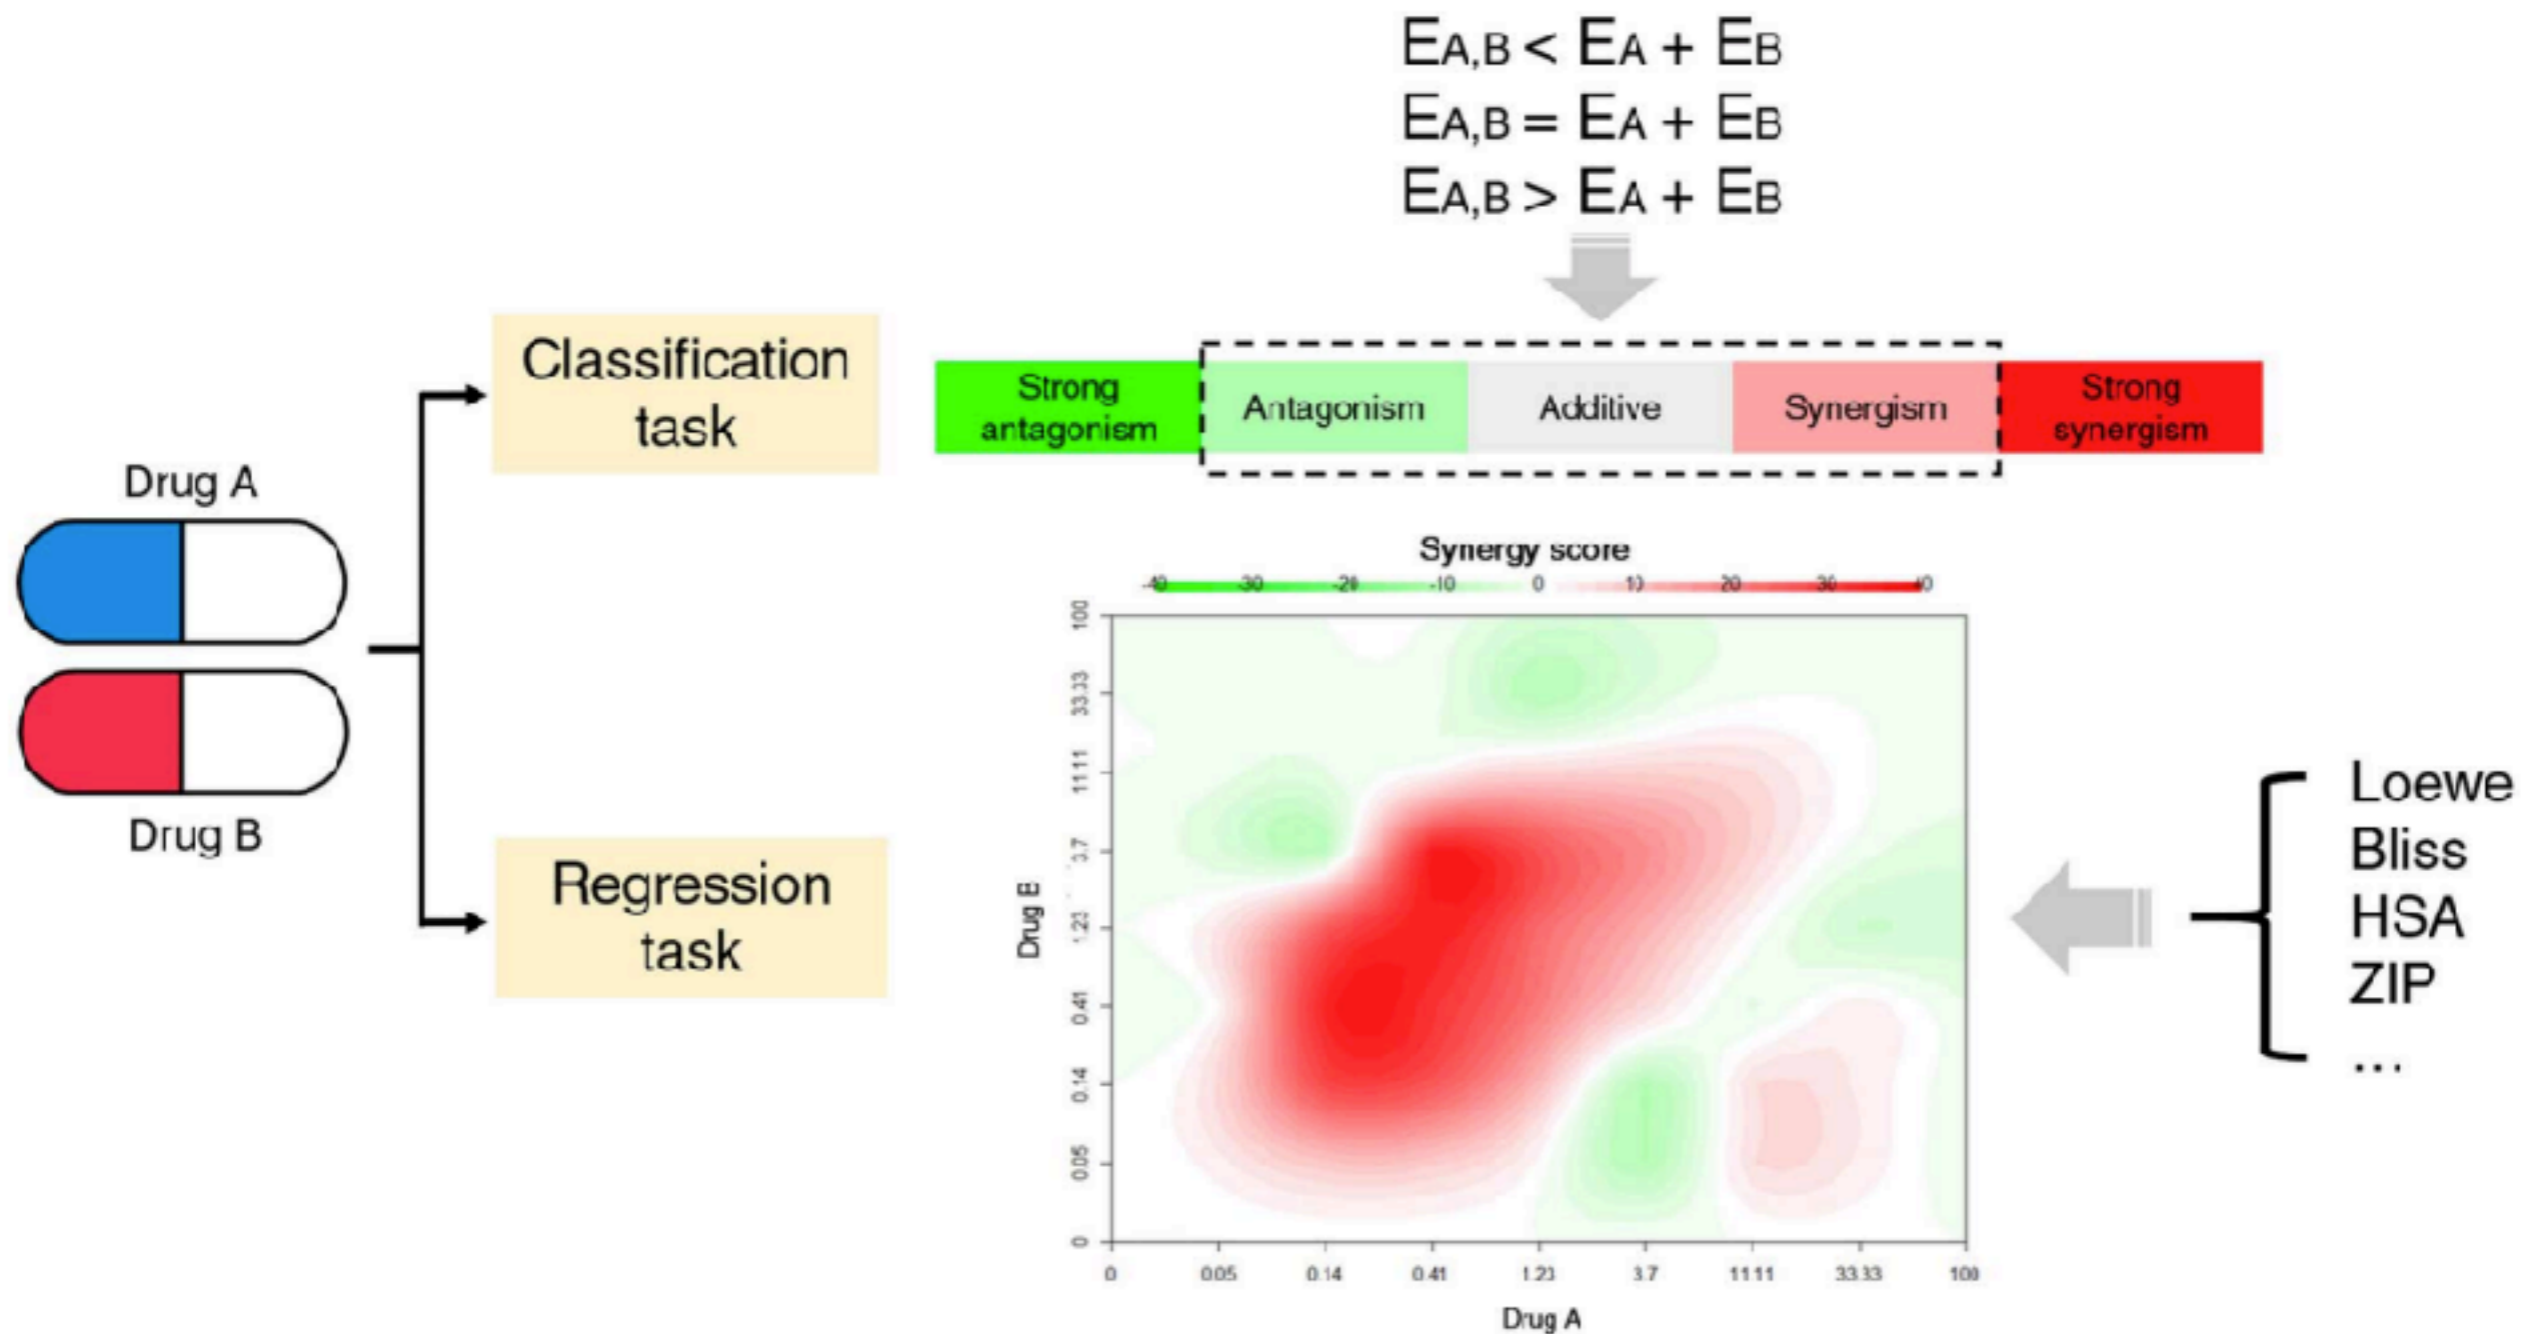 EA,B < EA + EB
EA,B = EA + EB
EA,B > EA + EB
Classification
task
Strong
antagonism
Antagonism
Additive
Synergism
Strong
synergism
Drug A
Drug B
Regression
task
Synergy score
-40 -30 -20 -10 0 10 20 30 40
100
33.33
11.11
3.7
1.23
0.41
0.14
0.05
0
Drug B
0 0.05 0.14 0.41 1.23 3.7 11.11 33.33 100
Drug A
Loewe
Bliss
HSA
ZIP
...